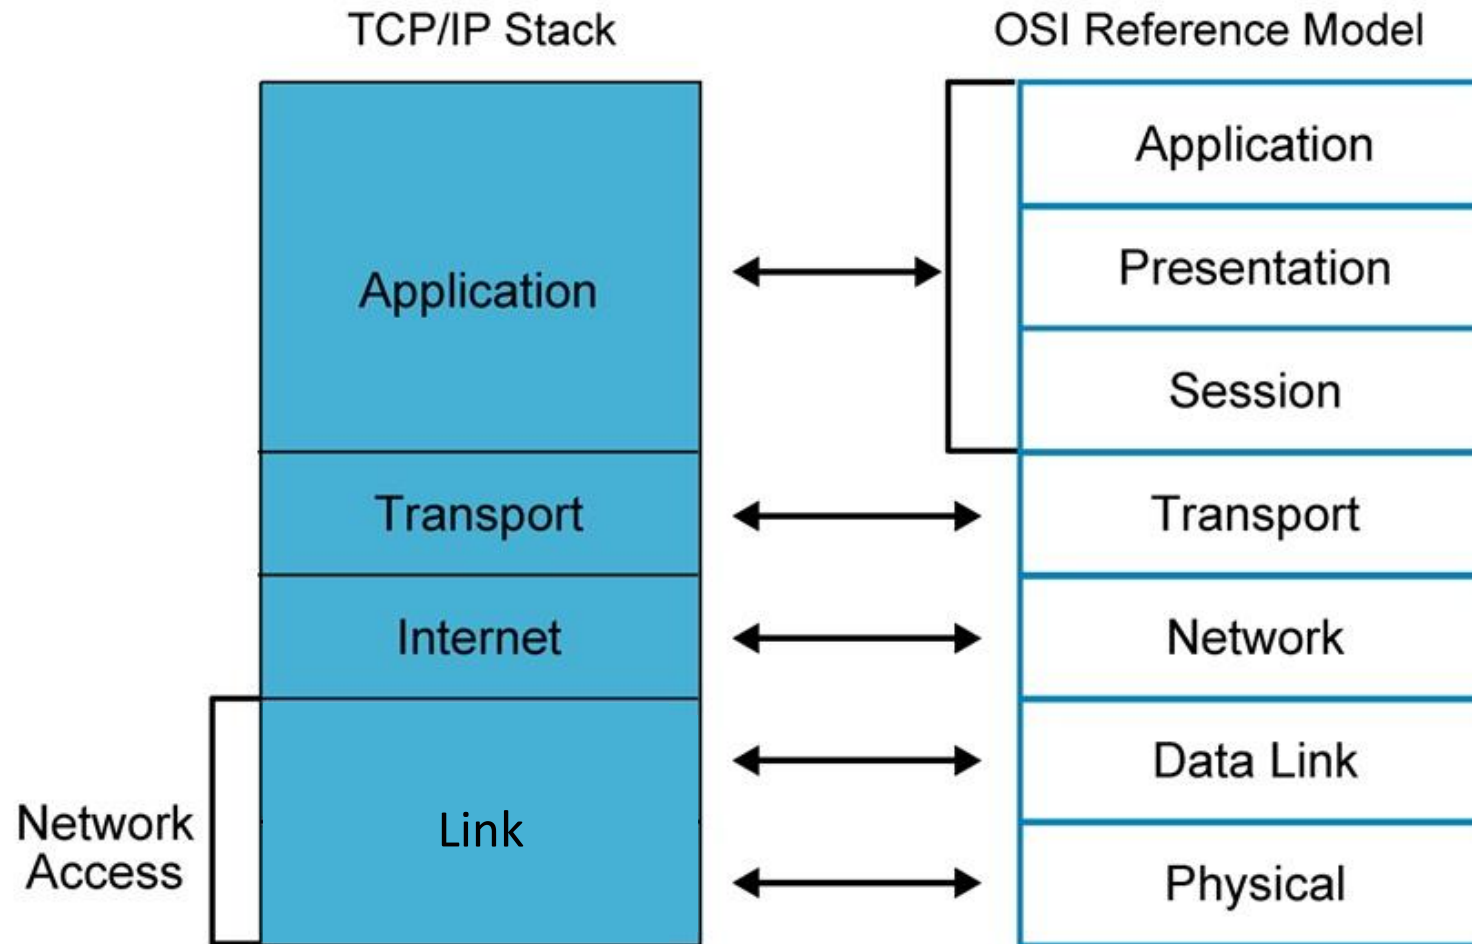 TCP/IP Stack
OSI Reference Model
Application
Transport
Internet
Link
Network
Access
Application
Presentation
Session
Transport
Network
Data Link
Physical